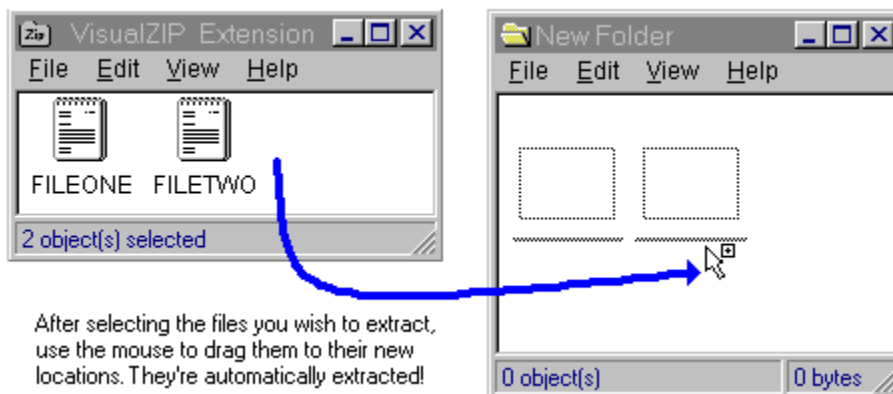 Zip VisualZIP Extension
File Edit View Help
FILEONE FILETWO
2 object(s) selected
New Folder
File Edit View Help
0 object(s) 0 bytes
After selecting the files you wish to extract,
use the mouse to drag them to their new
locations. They're automatically extracted!